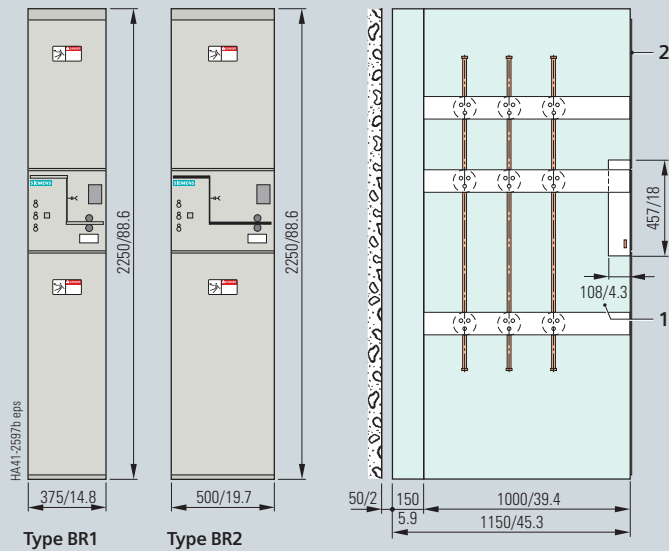 2
SIEMENS
SIEMENS
2250/88.6
2250/88.6
457/18
108/4.3
1
HA41-2597b eps
375/14.8
500/19.7
50/2
150
1000/39.4
5.9
1150/45.3
Type BR1
Type BR2